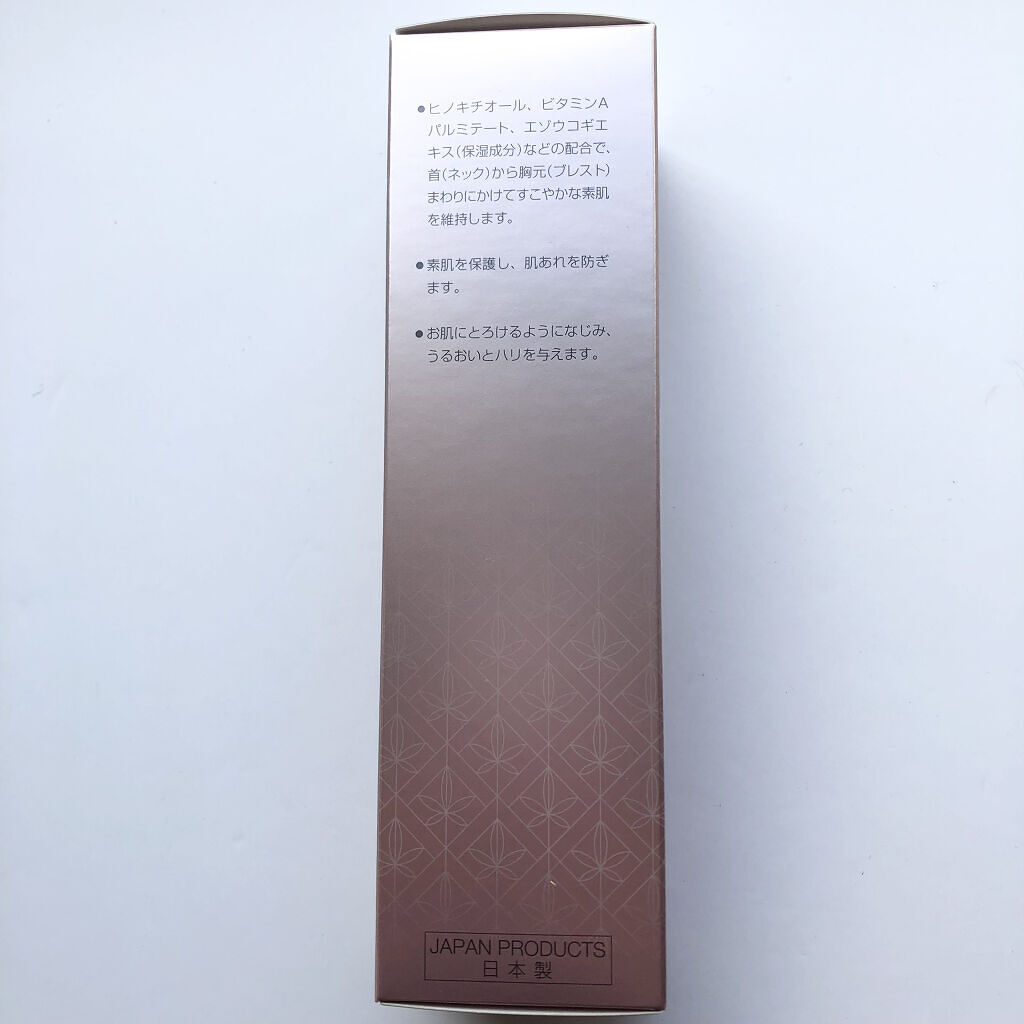 ●ヒノキチオール、ビタミンA
パルミテート、エゾウコギエ
キス(保湿成分)などの配合で、
首(ネック)から胸元(ブレスト)
まわりにかけてすこやかな素肌
を維持します。
●素肌を保護し、肌あれを防ぎ
ます。
●お肌にとろけるようになじみ、
うるおいとハリを与えます。
JAPAN PRODUCTS
日本製